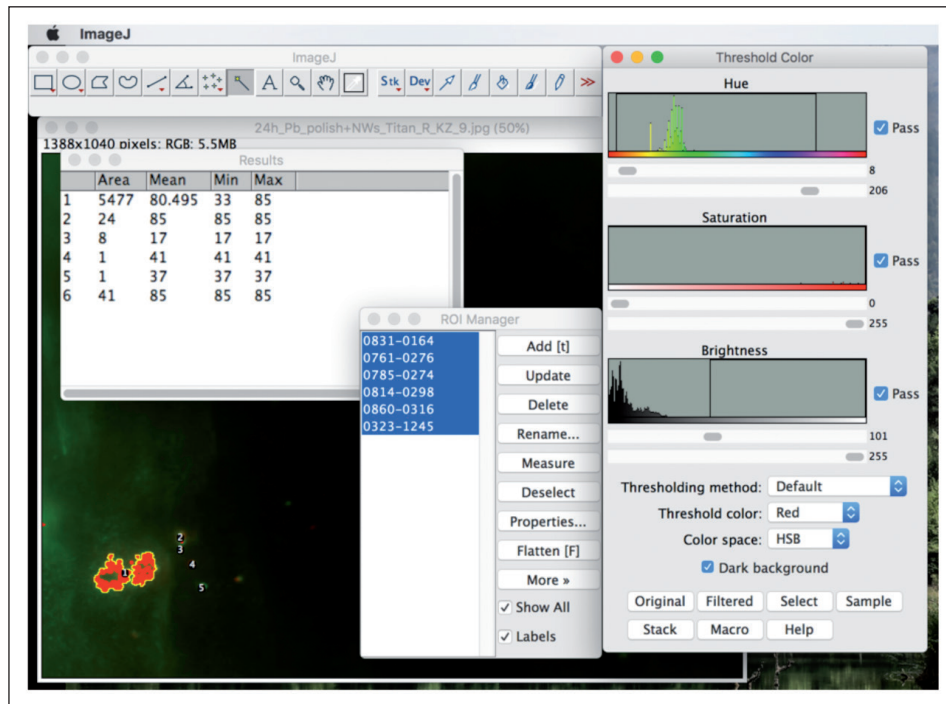 ImageJ
ImageJ
A Stk Dev >>
24h_Pb_polish+NWs_Titan_R_KZ_9.jpg (50%)
1388x1040 pixels; RGB; 5.5MB
Results
Area Mean Min Max
1 5477 80.495 33 85
2 24 85 85 85
3 8 17 17 17
4 1 41 41 41
5 1 37 37 37
6 41 85 85 85
2
3
4
1
5
ROI Manager
0831-0164
0761-0276
0785-0274
0814-0298
0860-0316
0323-1245
Add [t]
Update
Delete
Rename...
Measure
Deselect
Properties...
Flatten [F]
More »
Show All
Labels
Threshold Color
Hue
Pass
8
206
Saturation
Pass
0
255
Brightness
Pass
101
255
Thresholding method: Default
Threshold color: Red
Color space: HSB
Dark background
Original Filtered Select Sample
Stack Macro Help